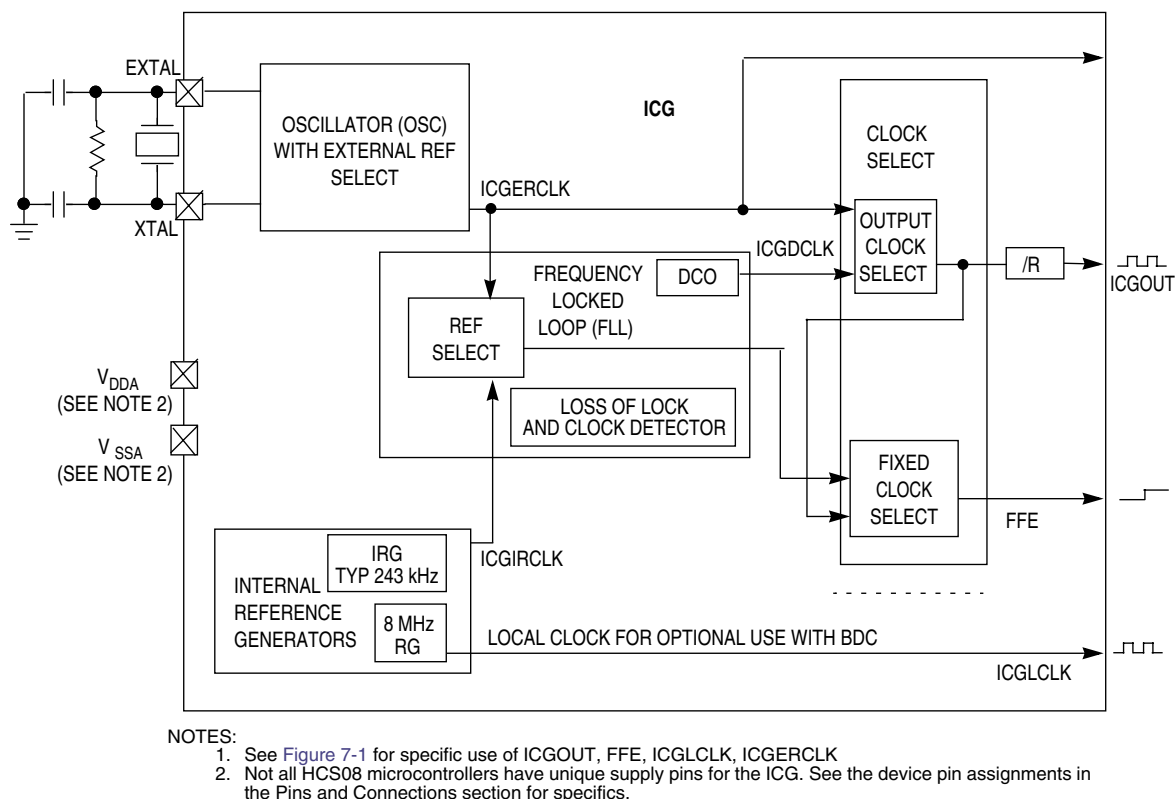 EXTAL
XTAL
OSCILLATOR (OSC)
WITH EXTERNAL REF
SELECT
ICG
CLOCK
SELECT
ICGERCLK
OUTPUT
CLOCK
SELECT
ICGDCLK
/R
ICGOUT
FREQUENCY
LOCKED
LOOP (FLL)
DCO
REF
SELECT
LOSS OF LOCK
AND CLOCK DETECTOR
VDDA
(SEE NOTE 2)
V SSA
(SEE NOTE 2)
FIXED
CLOCK
SELECT
FFE
ICGIRCLK
IRG
TYP 243 kHz
INTERNAL
REFERENCE
GENERATORS
8 MHz
RG
LOCAL CLOCK FOR OPTIONAL USE WITH BDC
ICGLCLK
NOTES:
1. See Figure 7-1 for specific use of ICGOUT, FFE, ICGLCLK, ICGERCLK
2. Not all HCS08 microcontrollers have unique supply pins for the ICG. See the device pin assignments in
the Pins and Connections section for specifics.